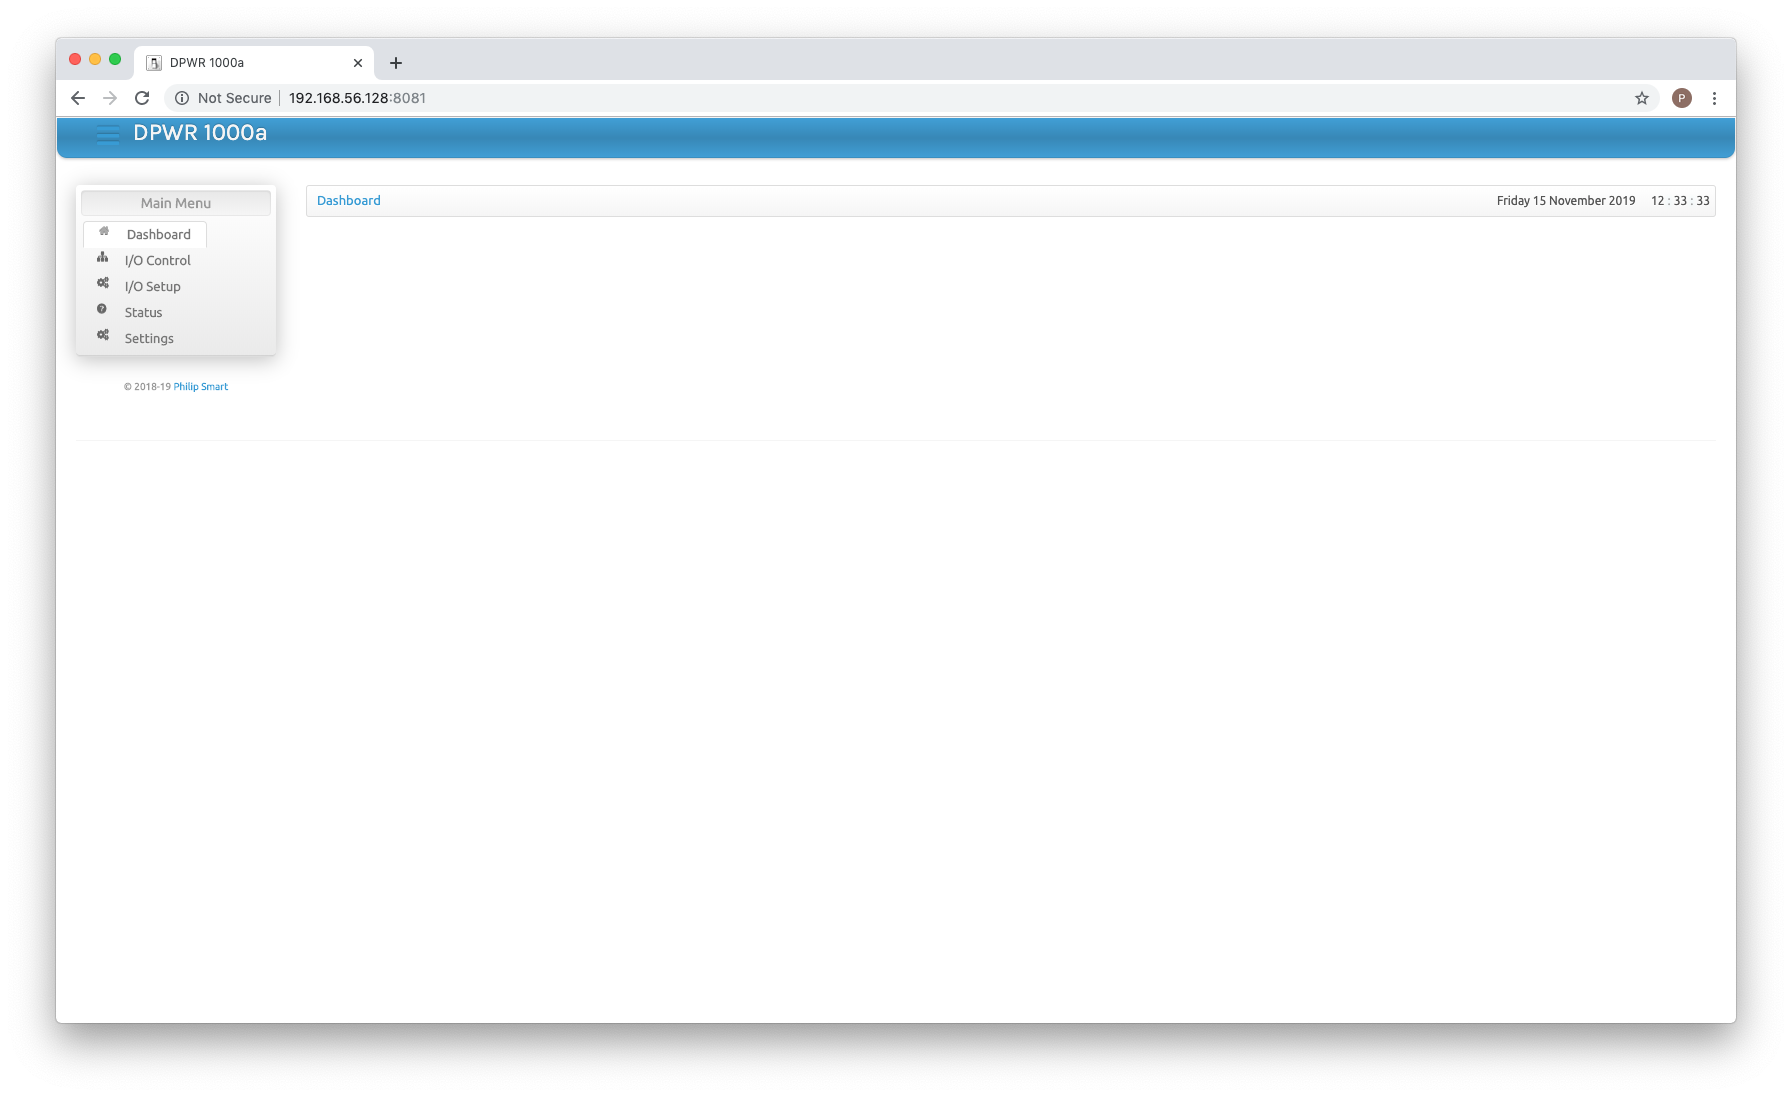 DPWR 1000a
Not Secure 192.168.56.128:8081
P
DPWR 1000a
Main Menu
Dashboard
I/O Control
I/O Setup
Status
Settings
© 2018-19 Philip Smart
Dashboard
Friday 15 November 2019 12 : 33 : 33